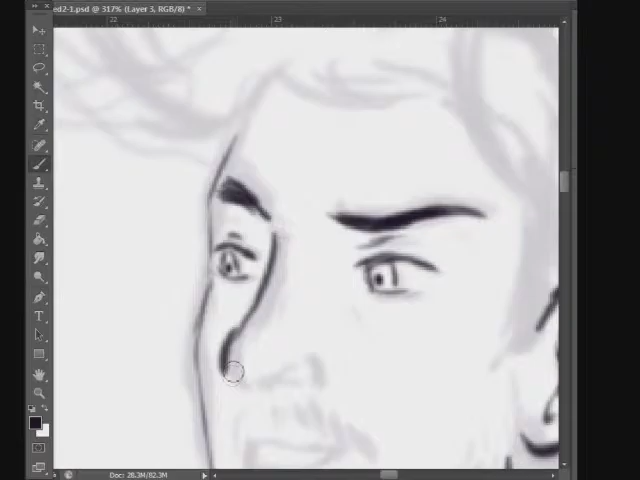 ed2-1.psd @ 317% (Layer 3, RGB/8) * ×
22 23 24
T
Doc: 28.3M/82.3M